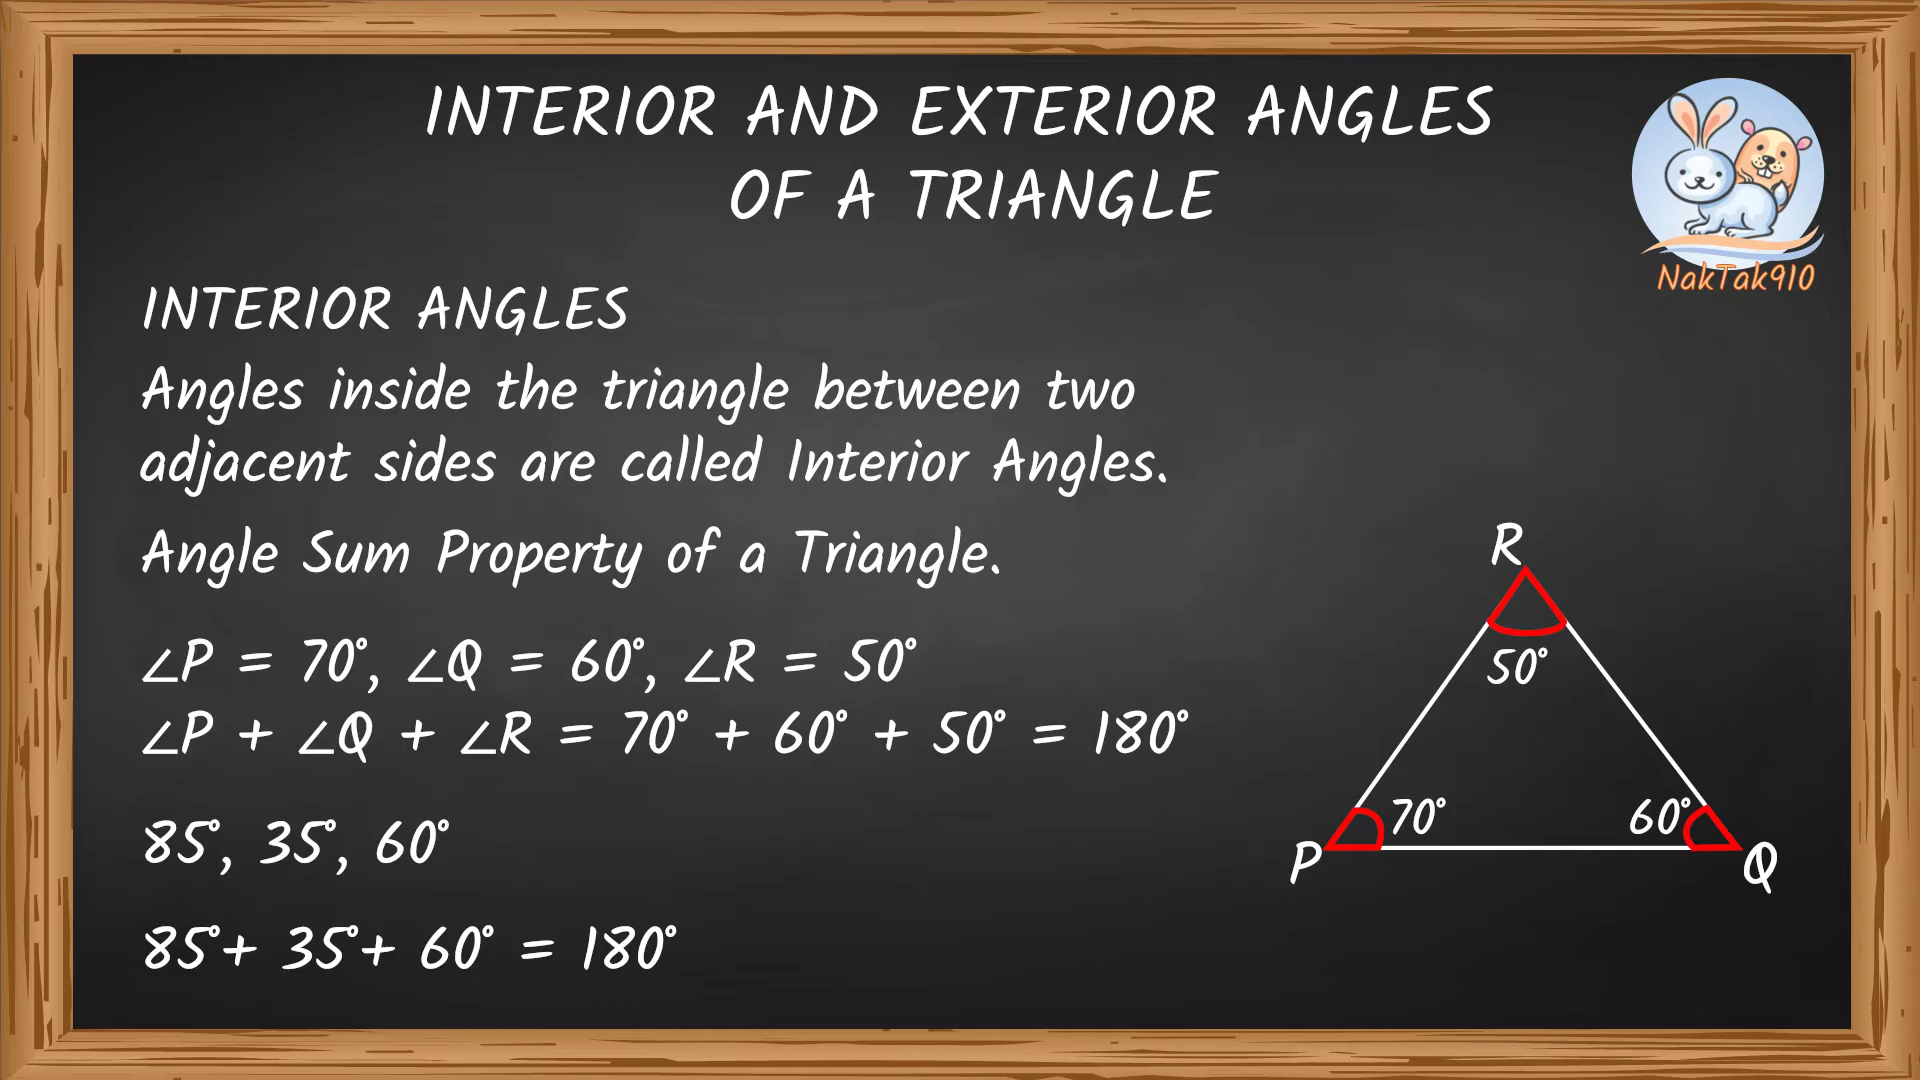 INTERIOR AND EXTERIOR ANGLES
OF A TRIANGLE
NakTak910
INTERIOR ANGLES
Angles inside the triangle between two
adjacent sides are called Interior Angles.
Angle Sum Property of a Triangle.
∠P = 70°, ∠Q = 60°, ∠R = 50°
∠P + ∠Q + ∠R = 70° + 60° + 50° = 180°
85°, 35°, 60°
85°+ 35°+ 60° = 180°
R
50°
70°
60°
P
Q